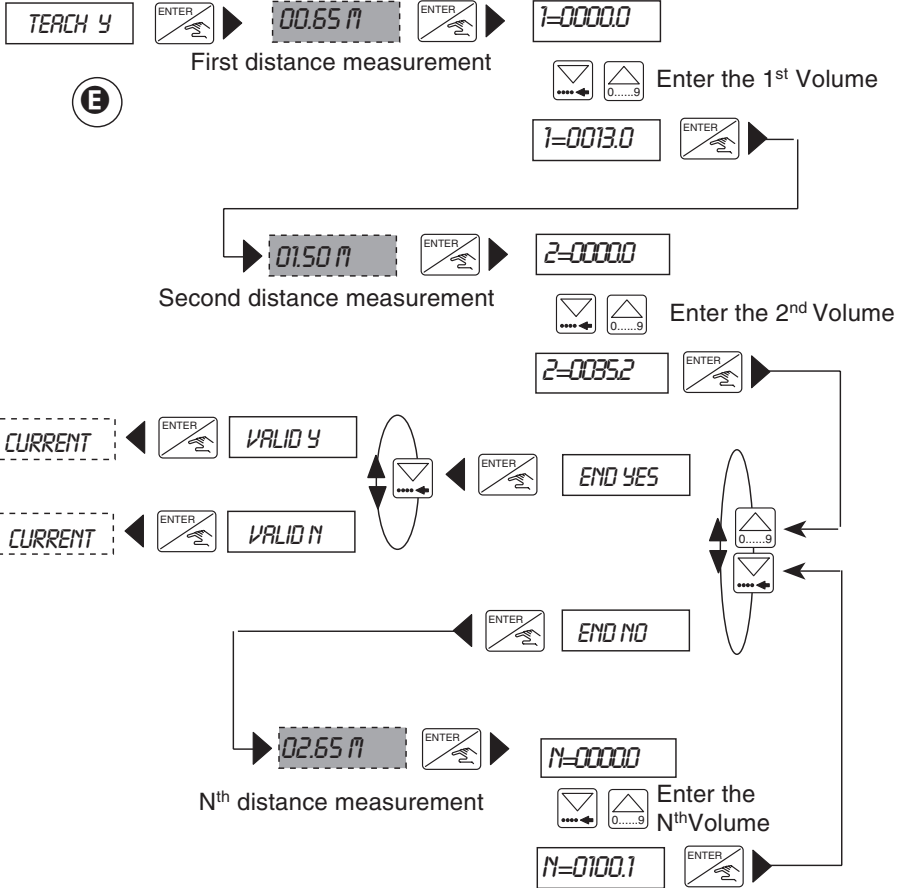 TEACH Y
ENTER
00.65 M
ENTER
1=0000.0
First distance measurement
0......9
Enter the 1st Volume
E
1=0013.0
ENTER
01.50 M
ENTER
2=0000.0
Second distance measurement
0......9
Enter the 2nd Volume
2=0035.2
ENTER
CURRENT
ENTER
VALID Y
ENTER
END YES
0......9
CURRENT
ENTER
VALID N
ENTER
END NO
02.65 M
ENTER
N=0000.0
Nth distance measurement
0......9
Enter the
NthVolume
N=0100.1
ENTER